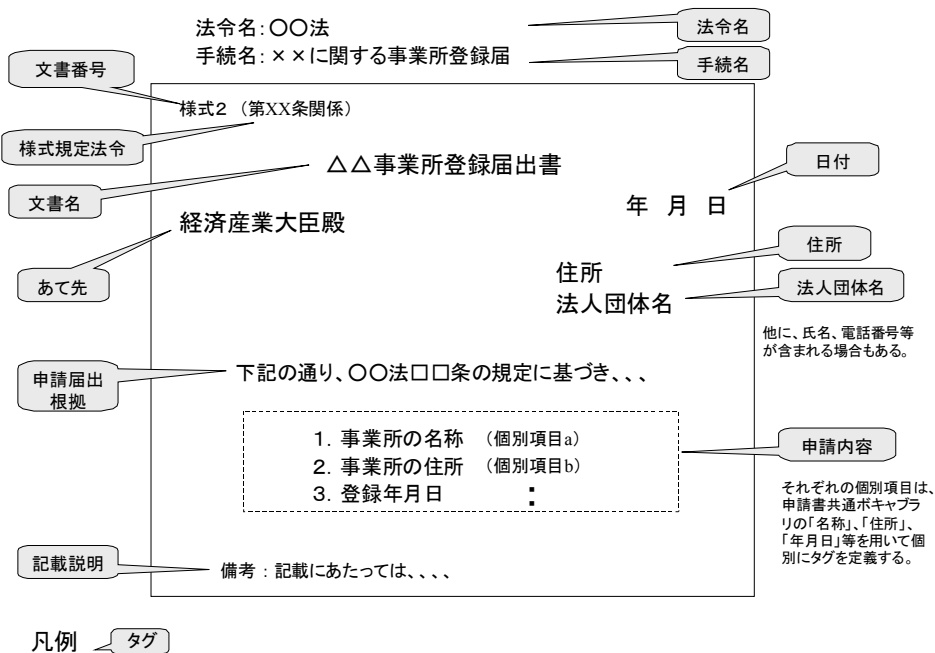 法令名:〇〇法
法令名
手続名:××に関する事業所登録届
手続名
文書番号
様式2 (第XX条関係)
様式規定法令
△△事業所登録届出書
日付
文書名
年 月 日
経済産業大臣殿
住所
あて先
住所
法人団体名
法人団体名
他に、氏名、電話番号等
が含まれる場合もある。
申請届出
根拠
下記の通り、〇〇法□□条の規定に基づき、、、
1. 事業所の名称 (個別項目a)
2. 事業所の住所 (個別項目b)
3. 登録年月日 :
申請内容
それぞれの個別項目は、
申請書共通ボキャブラ
リの「名称」、「住所」、
「年月日」等を用いて個
別にタグを定義する。
記載説明
備考 : 記載にあたっては、、、、
凡例
タグ